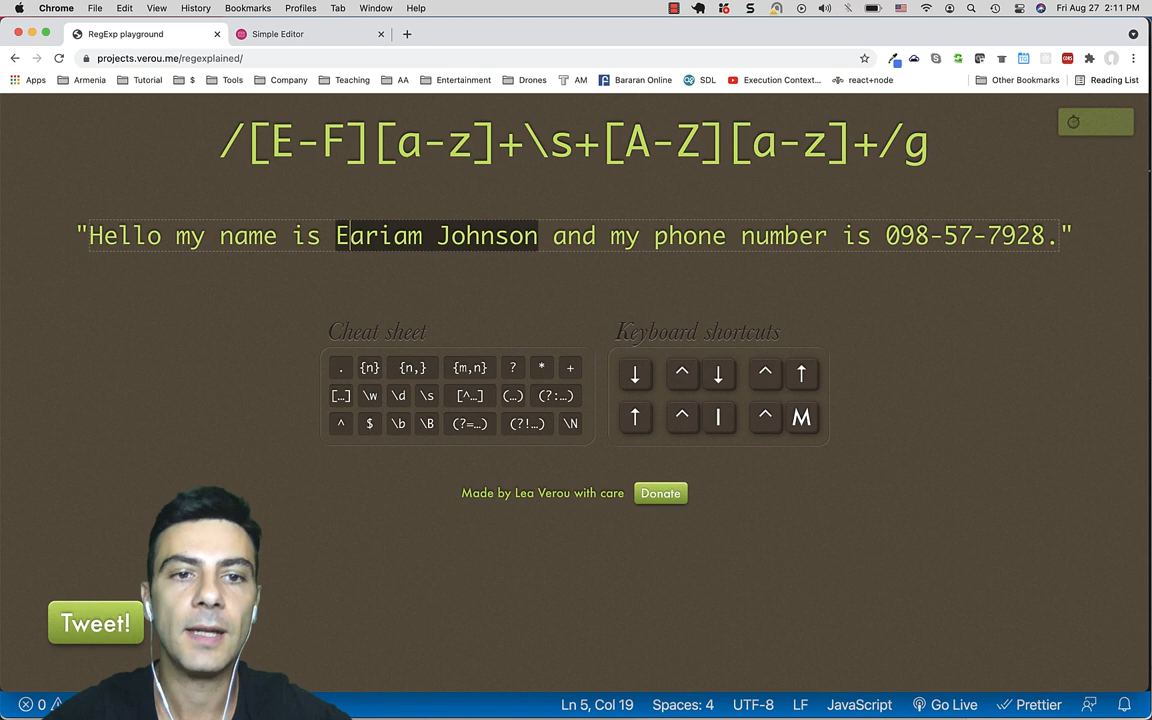 Chrome File Edit View History Bookmarks Profiles Tab Window Help Fri Aug 27 2:11 PM
RegExp playground Simple Editor
projects.verou.me/regexplained/
Apps Armenia Tutorial $ Tools Company Teaching AA Entertainment Drones AM Bararan Online SDL Execution Context... react+node Other Bookmarks Reading List
/[E-F][a-z]+\s+[A-Z][a-z]+/g
"Hello my name is Eariam Johnson and my phone number is 098-57-7928."
Cheat sheet Keyboard shortcuts
. {n} {n,} {m,n} ? * + ↓ ^ ↓ ^ ↑
[…] \w \d \s [^…] (…) (?:…)
^ $ \b \B (?=…) (?!…) \N ↑ ^ I ^ M
Made by Lea Verou with care Donate
Tweet!
0 Ln 5, Col 19 Spaces: 4 UTF-8 LF JavaScript Go Live Prettier